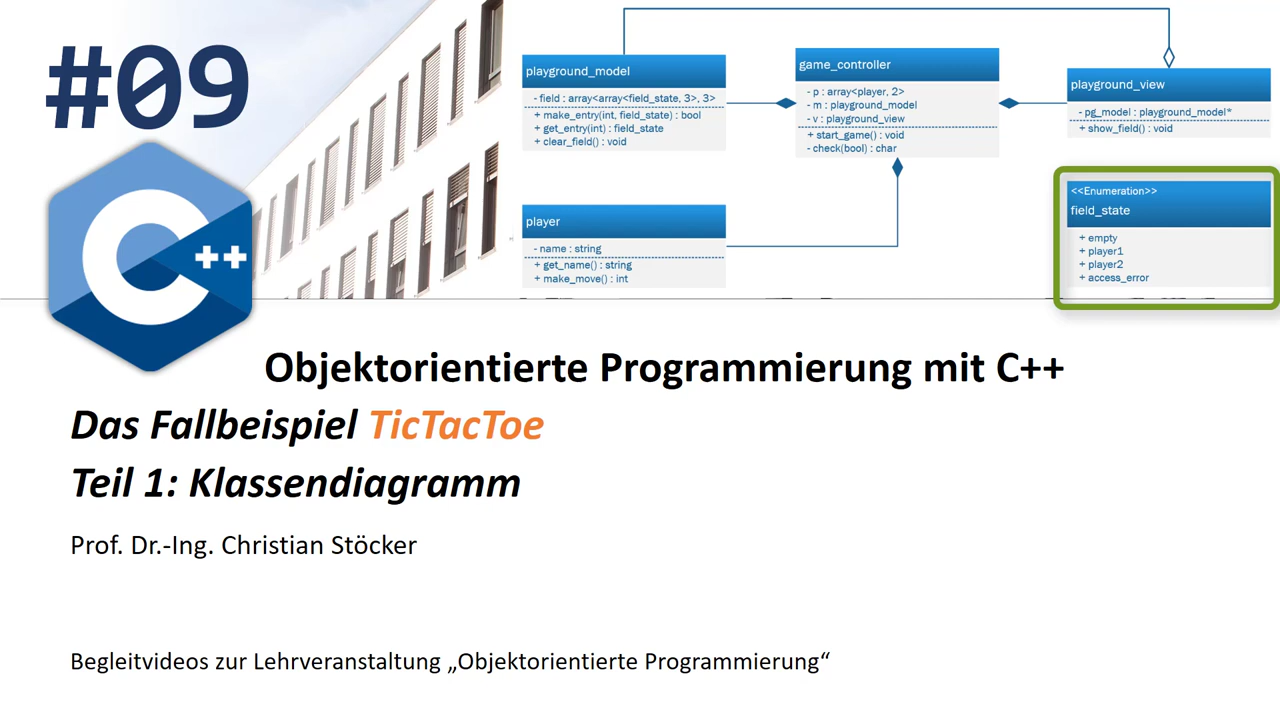 #09
C++
playground_model
- field : array<array<field_state, 3>, 3>
+ make_entry(int, field_state) : bool
+ get_entry(int) : field_state
+ clear_field() : void
game_controller
- p : array<player, 2>
- m : playground_model
- v : playground_view
+ start_game() : void
- check(bool) : char
playground_view
- pg_model : playground_model*
+ show_field() : void
player
- name : string
+ get_name() : string
+ make_move() : int
<<Enumeration>>
field_state
+ empty
+ player1
+ player2
+ access_error
Objektorientierte Programmierung mit C++
Das Fallbeispiel TicTacToe
Teil 1: Klassendiagramm
Prof. Dr.-Ing. Christian Stöcker
Begleitvideos zur Lehrveranstaltung „Objektorientierte Programmierung“